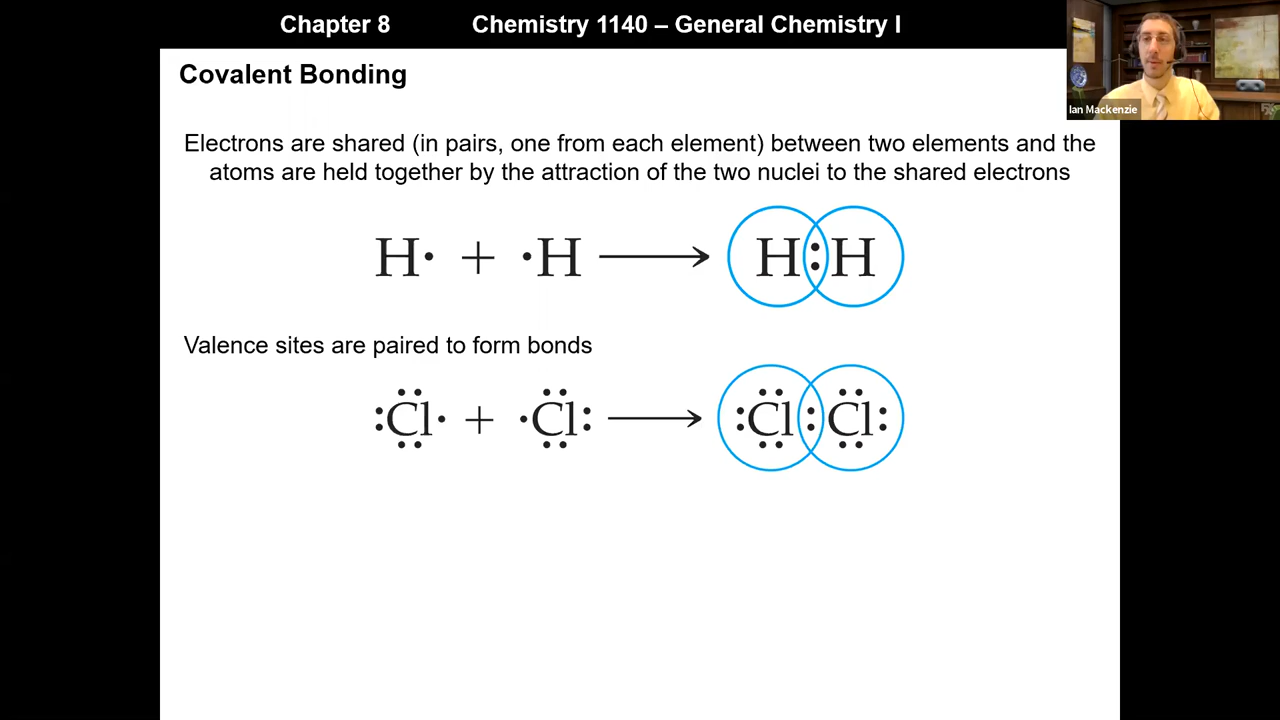 Chapter 8 Chemistry 1140 – General Chemistry I
Ian Mackenzie
Covalent Bonding
Electrons are shared (in pairs, one from each element) between two elements and the
atoms are held together by the attraction of the two nuclei to the shared electrons
H· + ·H ⟶ H:H
Valence sites are paired to form bonds
:Cl· + ·Cl: ⟶ :Cl:Cl: